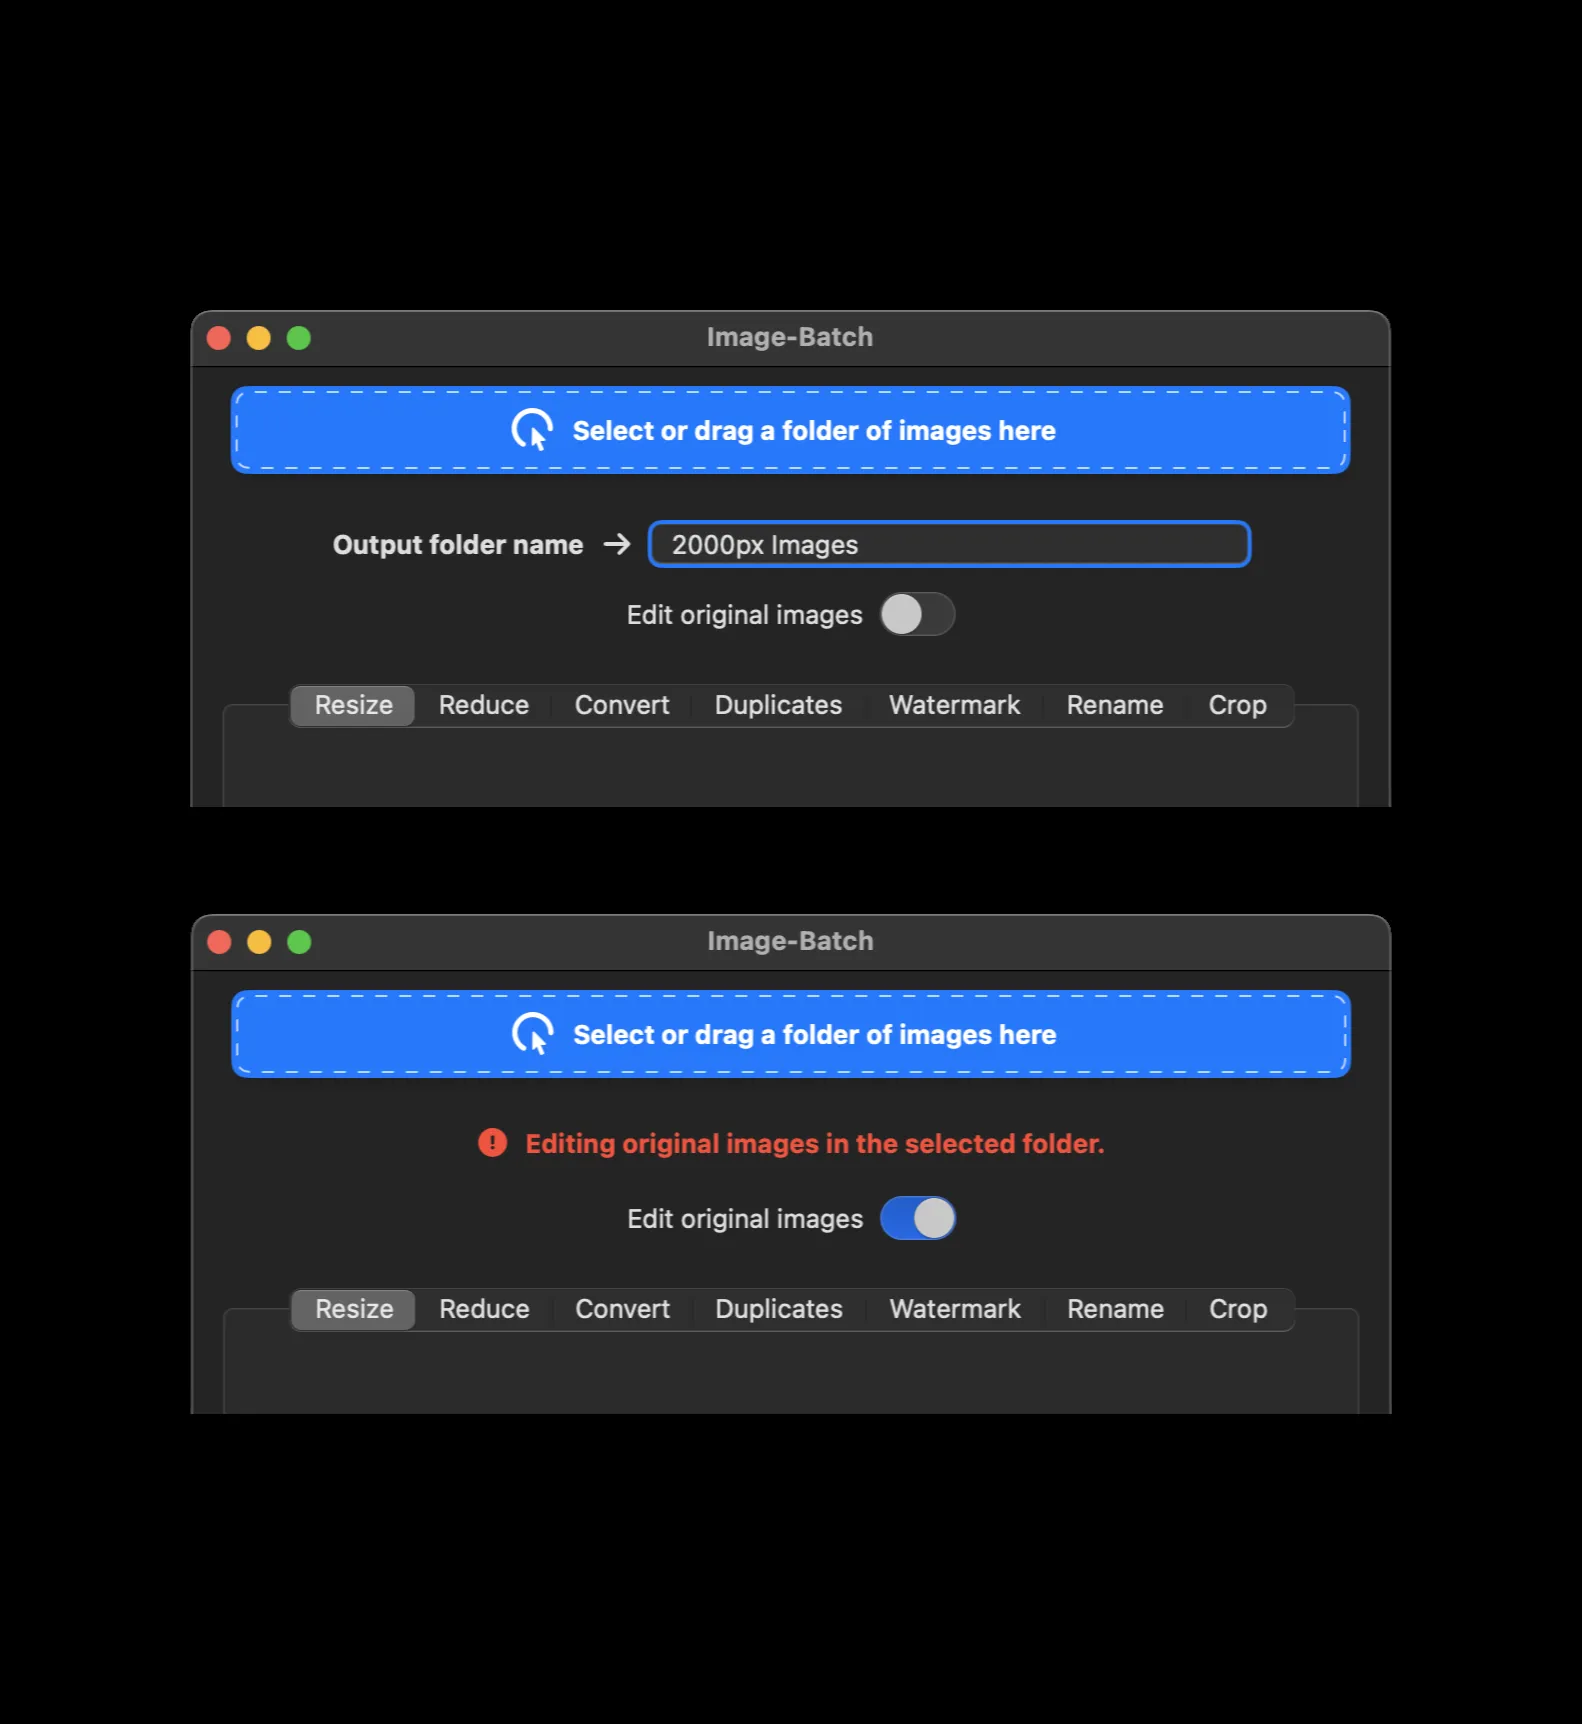 Image-Batch
Select or drag a folder of images here
Output folder name → 2000px Images
Edit original images
Resize Reduce Convert Duplicates Watermark Rename Crop
Image-Batch
Select or drag a folder of images here
! Editing original images in the selected folder.
Edit original images
Resize Reduce Convert Duplicates Watermark Rename Crop